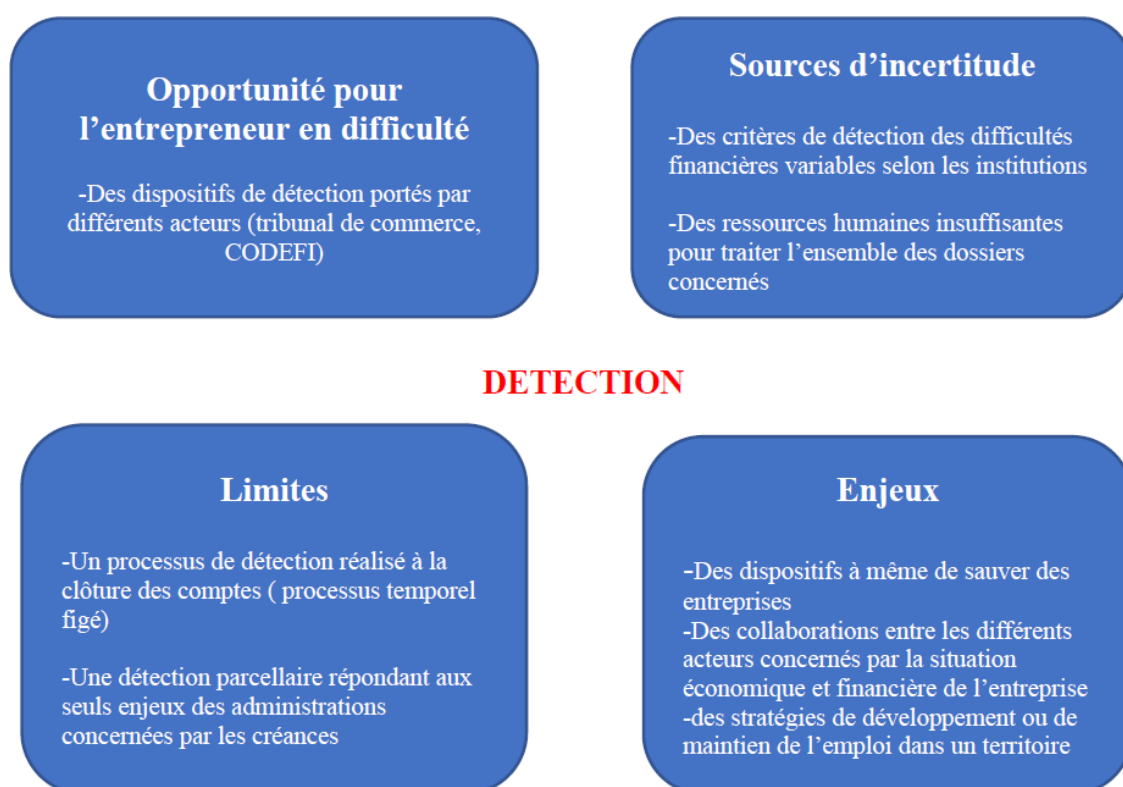 Opportunité pour
l’entrepreneur en difficulté
-Des dispositifs de détection portés par
différents acteurs (tribunal de commerce,
CODEFI)
Sources d’incertitude
-Des critères de détection des difficultés
financières variables selon les institutions
-Des ressources humaines insuffisantes
pour traiter l’ensemble des dossiers
concernés
DETECTION
Limites
-Un processus de détection réalisé à la
clôture des comptes ( processus temporel
figé)
-Une détection parcellaire répondant aux
seuls enjeux des administrations
concernées par les créances
Enjeux
-Des dispositifs à même de sauver des
entreprises
-Des collaborations entre les différents
acteurs concernés par la situation
économique et financière de l’entreprise
-des stratégies de développement ou de
maintien de l’emploi dans un territoire